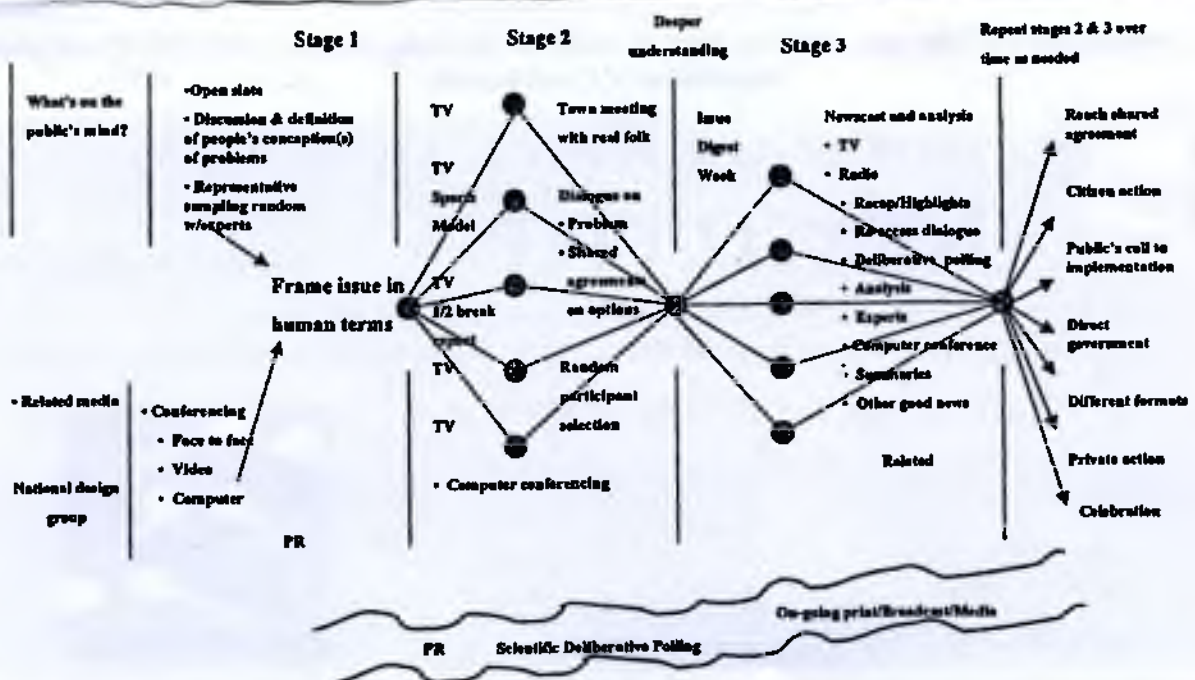 Stage 1
Stage 2
Deeper
understanding
Stage 3
Repeat stages 2 & 3 over
time as needed
What's on the
public's mind?
•Open slate
• Discussion & definition
of people's conception(s)
of problems
• Representative
sampling random
w/experts
Frame issue in
human terms
• Related media
National design
group
• Conferencing
• Face to face
• Video
• Computer
PR
TV
TV
Model
TV
1/2 break
TV
TV
Town meeting
with real folk
Dialogue on
• Problem
• Shared
agreements
on options
Random
participant
selection
• Computer conferencing
Issue
Digest
Week
Newscast and analysis
• TV
• Radio
• Recap/Highlights
• Re-access dialogue
• Deliberative polling
• Analysis
• Experts
• Computer conference
• Summaries
• Other good news
Related
Reach shared
agreement
Citizen action
Public's call to
implementation
Direct
government
Different formats
Private action
Celebration
On-going print/Broadcast/Media
PR
Scientific Deliberative Polling